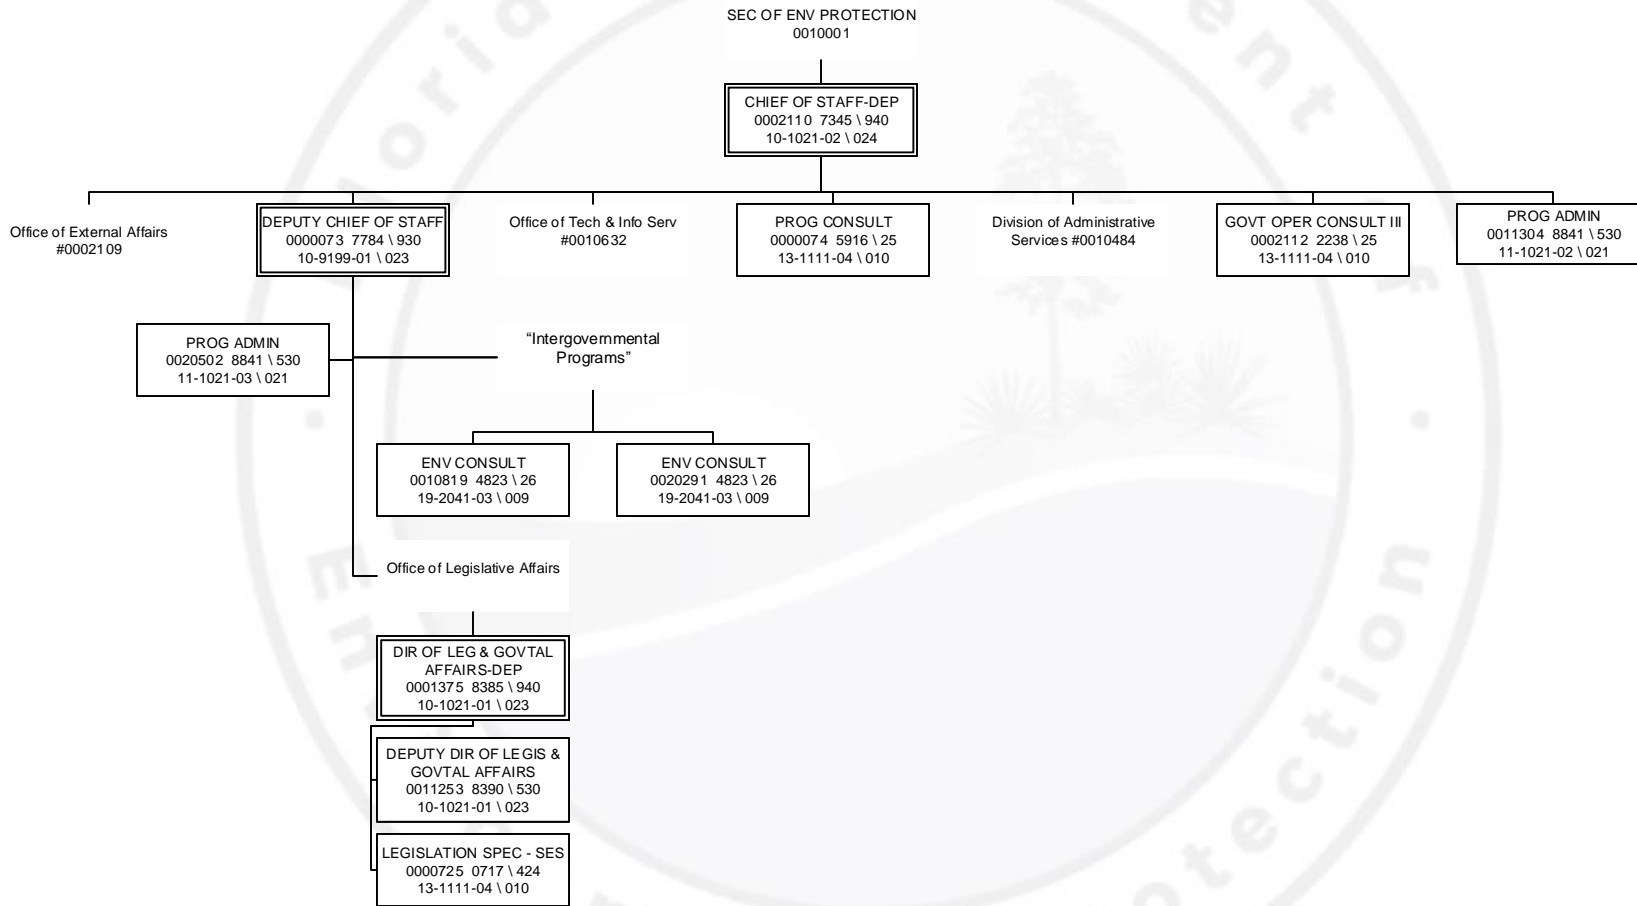 SEC OF ENV PROTECTION
0010001
CHIEF OF STAFF-DEP
0002110 7345 \ 940
10-1021-02 \ 024
Office of External Affairs
#0002109
DEPUTY CHIEF OF STAFF
0000073 7784 \ 930
10-9199-01 \ 023
Office of Tech & Info Serv
#0010632
PROG CONSULT
0000074 5916 \ 25
13-1111-04 \ 010
Division of Administrative
Services #0010484
GOVT OPER CONSULT III
0002112 2238 \ 25
13-1111-04 \ 010
PROG ADMIN
0011304 8841 \ 530
11-1021-02 \ 021
PROG ADMIN
0020502 8841 \ 530
11-1021-03 \ 021
“Intergovernmental
Programs”
ENV CONSULT
0010819 4823 \ 26
19-2041-03 \ 009
ENV CONSULT
0020291 4823 \ 26
19-2041-03 \ 009
Office of Legislative Affairs
DIR OF LEG & GOVTAL
AFFAIRS-DEP
0001375 8385 \ 940
10-1021-01 \ 023
DEPUTY DIR OF LEGIS &
GOVTAL AFFAIRS
0011253 8390 \ 530
10-1021-01 \ 023
LEGISLATION SPEC - SES
0000725 0717 \ 424
13-1111-04 \ 010